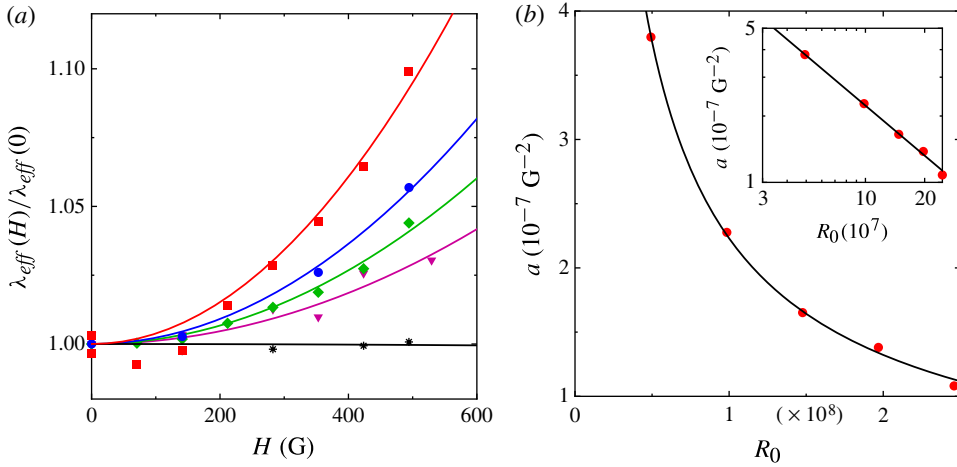 (a)
1.10
1.05
1.00
λeff(H)/λeff(0)
0 200 400 600
H (G)
(b)
4
3
2
1
a (10⁻⁷ G⁻²)
0 1 (×10⁸) 2
R₀
5
1
a (10⁻⁷ G⁻²)
3 10 20
R₀(10⁷)